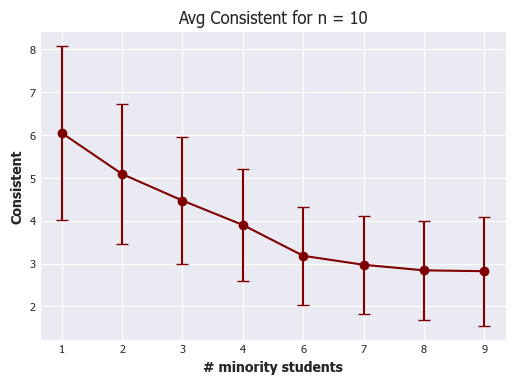 Avg Consistent for n = 10
8
7
6
5
4
3
2
Consistent
1 2 3 4 6 7 8 9
# minority students